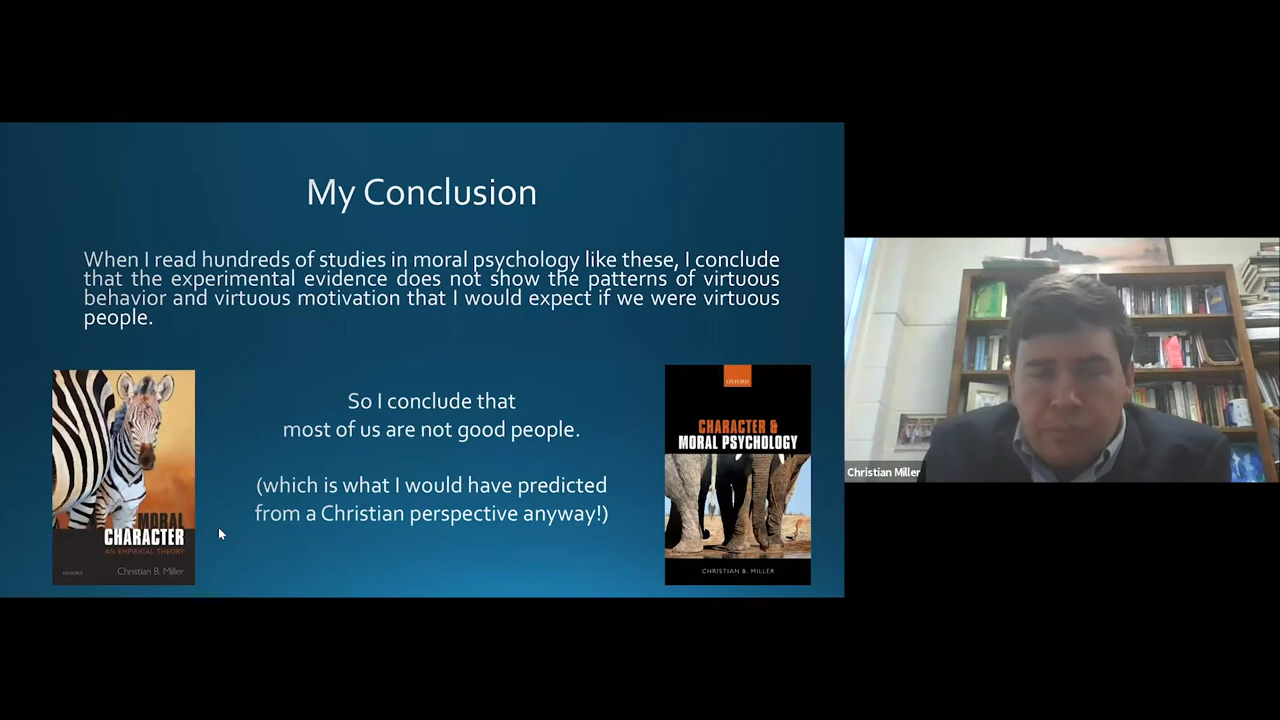 My Conclusion
When I read hundreds of studies in moral psychology like these, I conclude
that the experimental evidence does not show the patterns of virtuous
behavior and virtuous motivation that I would expect if we were virtuous
people.
MORAL
CHARACTER
AN EMPIRICAL THEORY
OXFORD
Christian B. Miller
So I conclude that
most of us are not good people.
(which is what I would have predicted
from a Christian perspective anyway!)
OXFORD
CHARACTER &
MORAL PSYCHOLOGY
CHRISTIAN B. MILLER
Christian Miller